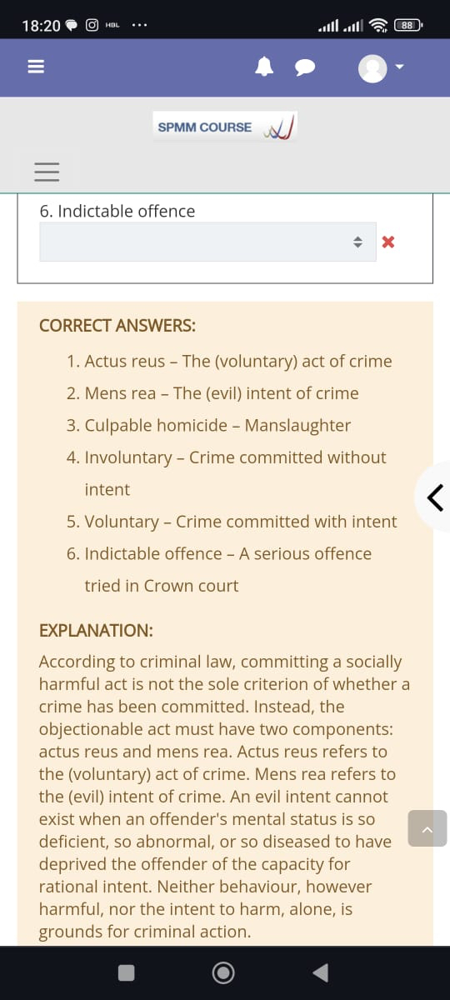 18:20 HBL ... 88
SPMM COURSE
6. Indictable offence
CORRECT ANSWERS:
1. Actus reus – The (voluntary) act of crime
2. Mens rea – The (evil) intent of crime
3. Culpable homicide – Manslaughter
4. Involuntary – Crime committed without
intent
5. Voluntary – Crime committed with intent
6. Indictable offence – A serious offence
tried in Crown court
EXPLANATION:
According to criminal law, committing a socially
harmful act is not the sole criterion of whether a
crime has been committed. Instead, the
objectionable act must have two components:
actus reus and mens rea. Actus reus refers to
the (voluntary) act of crime. Mens rea refers to
the (evil) intent of crime. An evil intent cannot
exist when an offender's mental status is so
deficient, so abnormal, or so diseased to have
deprived the offender of the capacity for
rational intent. Neither behaviour, however
harmful, nor the intent to harm, alone, is
grounds for criminal action.